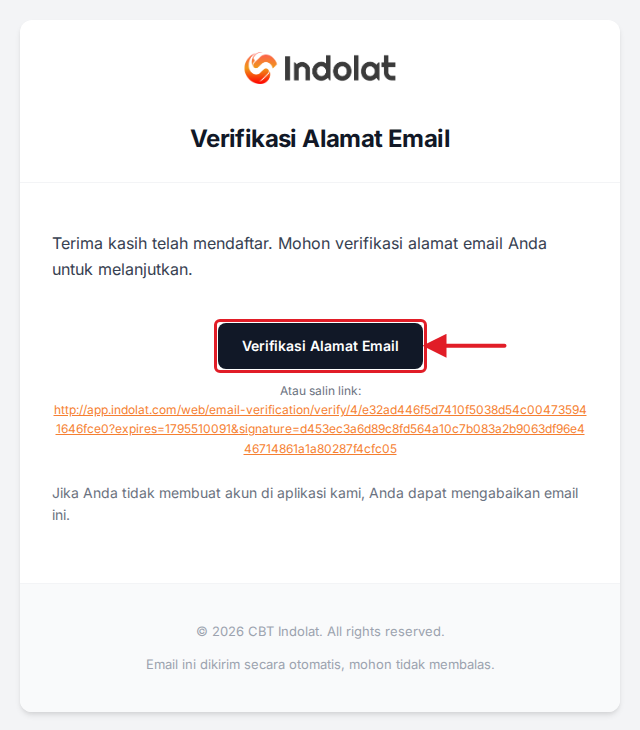 Indolat
Verifikasi Alamat Email
Terima kasih telah mendaftar. Mohon verifikasi alamat email Anda
untuk melanjutkan.
Verifikasi Alamat Email
Atau salin link:
http://app.indolat.com/web/email-verification/verify/4/e32ad446f5d7410f5038d54c00473594
1646fce0?expires=1795510091&signature=d453ec3a6d89c8fd564a10c7b083a2b9063df96e4
46714861a1a80287f4cfc05
Jika Anda tidak membuat akun di aplikasi kami, Anda dapat mengabaikan email
ini.
© 2026 CBT Indolat. All rights reserved.
Email ini dikirim secara otomatis, mohon tidak membalas.